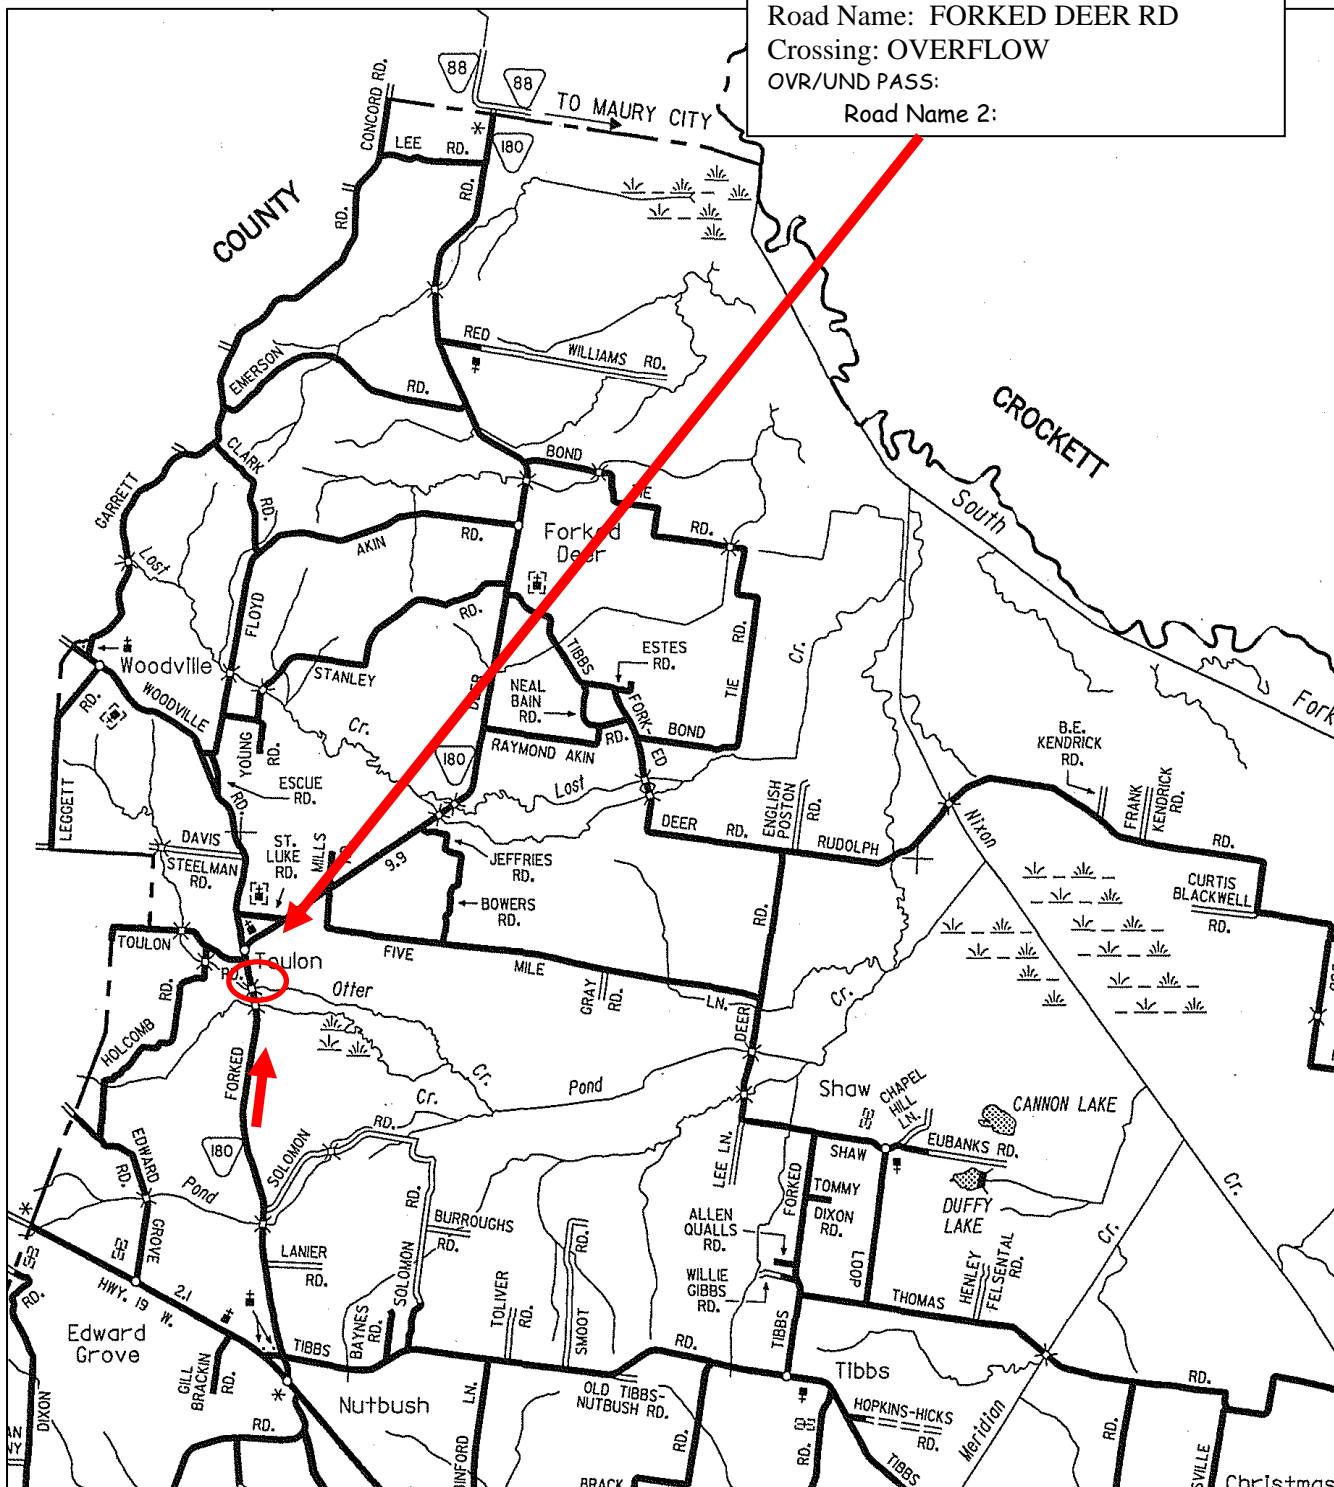 Road Name: FORKED DEER RD
Crossing: OVERFLOW
OVR/UND PASS:
Road Name 2:
88
88
TO MAURY CITY
CONCORD RD.
LEE RD.
180
RD.
RD.
COUNTY
RED
WILLIAMS RD.
EMERSON
RD.
CROCKETT
CLARK
RD.
BOND
TIE
RD.
GARRETT
South
Fork
Lost
AKIN
RD.
Forked
Deer
FLOYD
RD.
TIBBS
ESTES
RD.
RD.
Cr.
Woodville
WOODVILLE
STANLEY
DEER
NEAL
BAIN
RD.
FORK-
ED
TIE
RD.
Cr.
YOUNG
RD.
180
RAYMOND AKIN
RD.
BOND
B.E.
KENDRICK
RD.
ESCUE
RD.
RD.
Lost
LEGGETT
ENGLISH
POSTON
RD.
FRANK
KENDRICK
RD.
Nixon
DAVIS
STEELMAN
RD.
ST.
LUKE
RD.
MILLS
9.9
JEFFRIES
RD.
DEER RD.
RUDOLPH
RD.
BOWERS
RD.
CURTIS
BLACKWELL
RD.
TOULON
RD.
Toulon
FIVE
MILE
LN.
RD.
RD.
GRAY
RD.
Otter
Cr.
DEER
HOLCOMB
FORKED
Cr.
Cr.
Pond
Shaw
CHAPEL
HILL
LN.
CANNON LAKE
EDWARD
RD.
180
SOLOMON
RD.
LEE LN.
SHAW
EUBANKS RD.
Cr.
Pond
RD.
FORKED
TOMMY
DIXON
RD.
DUFFY
LAKE
GROVE
BURROUGHS
RD.
ALLEN
QUALLS
RD.
Cr.
LANIER
RD.
SOLOMON
RD.
LOOP
HENLEY
FELSENTAL
RD.
RD.
HWY. 19 W.
2.1
TOLIVER
RD.
SMOOT
WILLIE
GIBBS
RD.
THOMAS
Edward
Grove
TIBBS
BAYNES
RD.
RD.
TIBBS
Tibbs
GILL
BRACKIN
RD.
Nutbush
OLD TIBBS-
NUTBUSH RD.
RD.
DIXON
RD.
LN.
HOPKINS-HICKS
RD.
Meridian
RD.
RD.
RD.
TIBBS
BINFORD
BRACK
SVILLE
Christmas